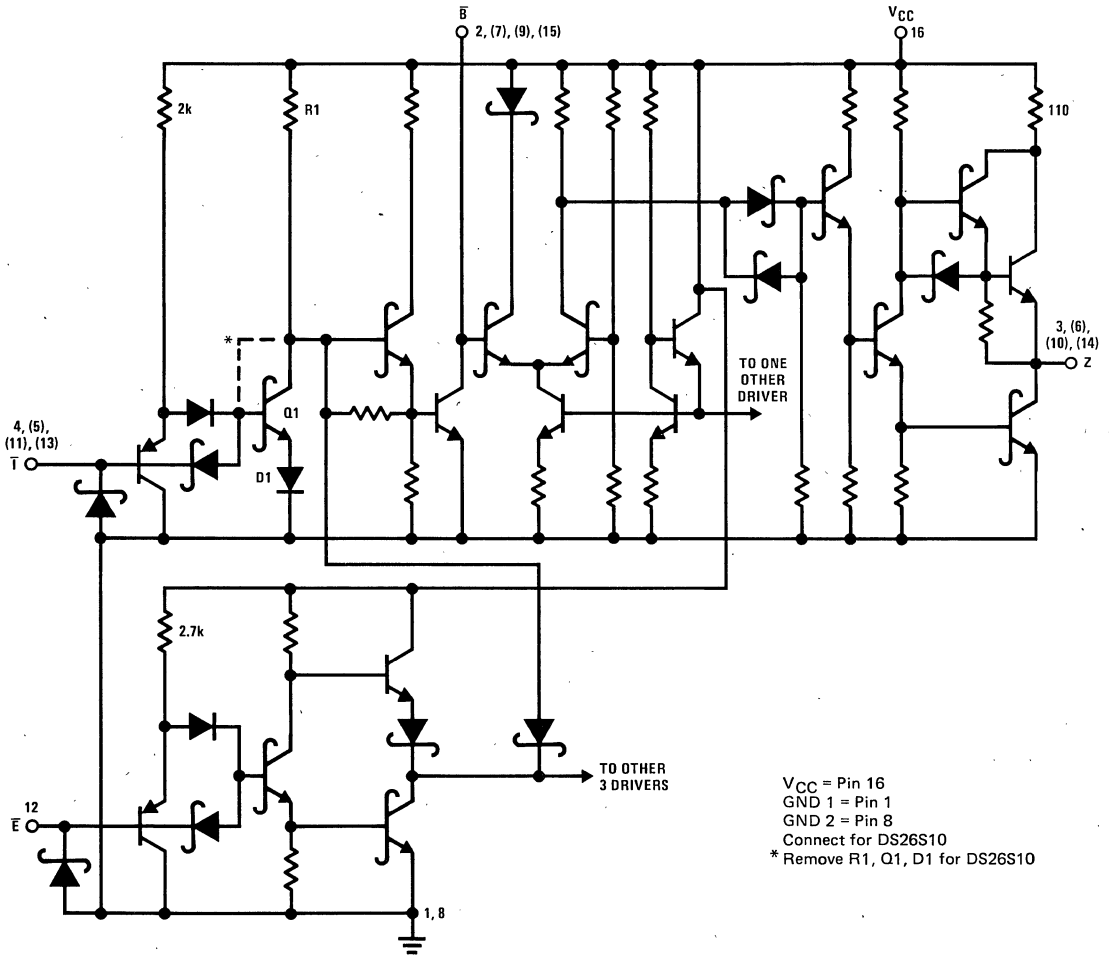 B̅
2, (7), (9), (15)
VCC
16
2k
R1
110
*
3, (6),
(10), (14)
Z
TO ONE
OTHER
DRIVER
Q1
4, (5),
(11), (13)
I̅
D1
2.7k
TO OTHER
3 DRIVERS
12
E̅
1, 8
VCC = Pin 16
GND 1 = Pin 1
GND 2 = Pin 8
Connect for DS26S10
* Remove R1, Q1, D1 for DS26S10